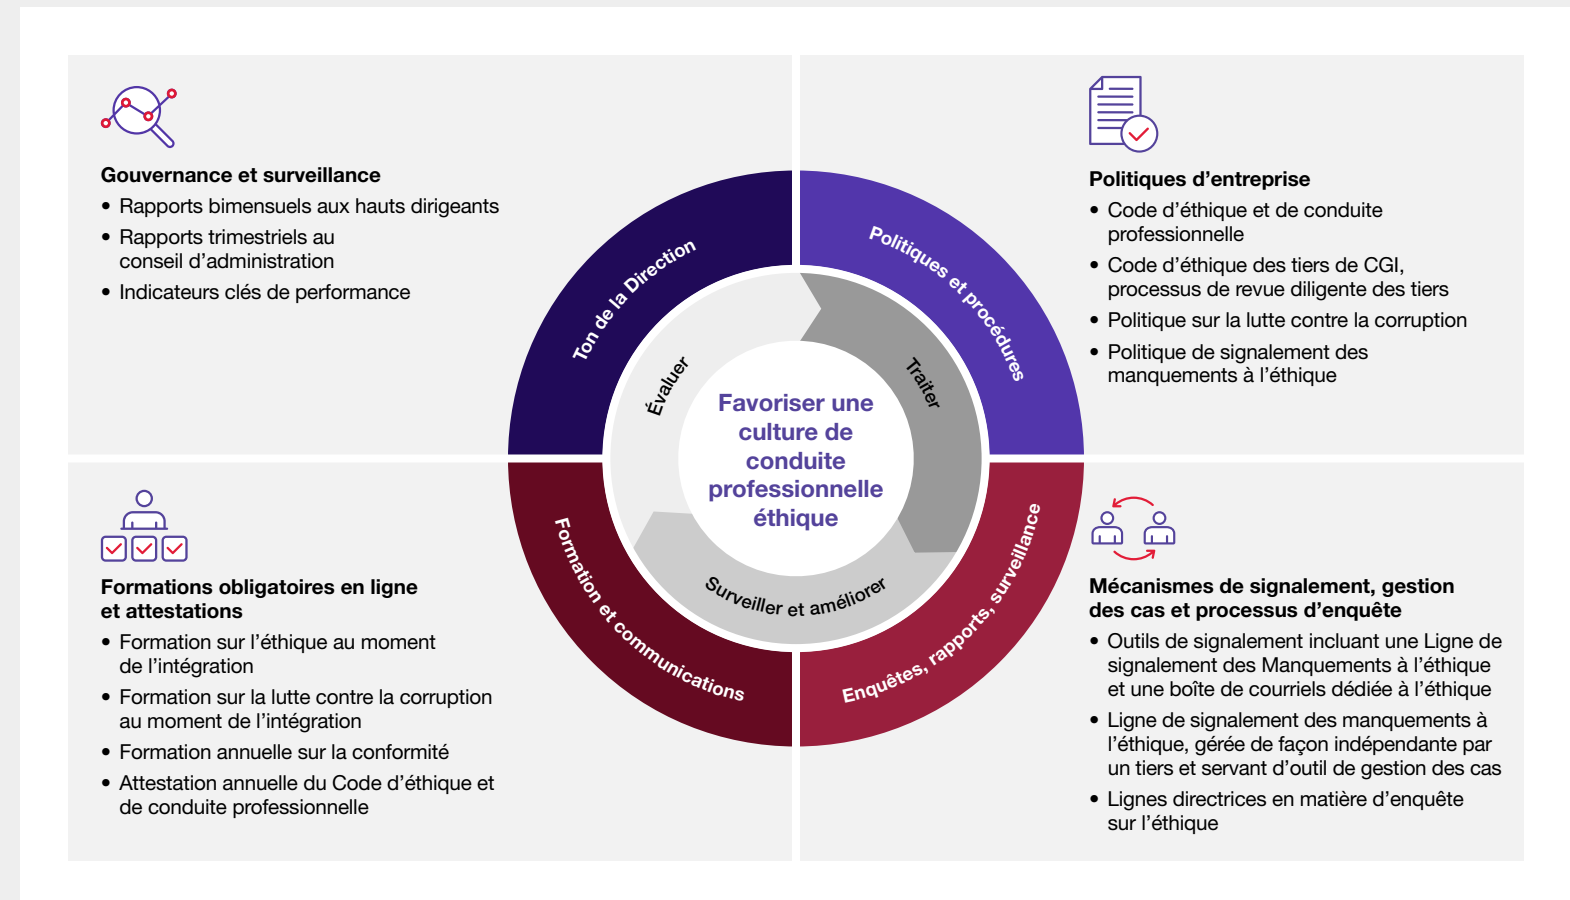 Gouvernance et surveillance
• Rapports bimensuels aux hauts dirigeants
• Rapports trimestriels au
conseil d’administration
• Indicateurs clés de performance
Politiques d’entreprise
• Code d’éthique et de conduite
professionnelle
• Code d’éthique des tiers de CGI,
processus de revue diligente des tiers
• Politique sur la lutte contre la corruption
• Politique de signalement des
manquements à l’éthique
Ton de la Direction
Politiques et procédures
Évaluer
Traiter
Favoriser une
culture de
conduite
professionnelle
éthique
Surveiller et améliorer
Formation et communications
Enquêtes, rapports, surveillance
Formations obligatoires en ligne
et attestations
• Formation sur l’éthique au moment
de l’intégration
• Formation sur la lutte contre la corruption
au moment de l’intégration
• Formation annuelle sur la conformité
• Attestation annuelle du Code d’éthique et
de conduite professionnelle
Mécanismes de signalement, gestion
des cas et processus d’enquête
• Outils de signalement incluant une Ligne de
signalement des Manquements à l’éthique
et une boîte de courriels dédiée à l’éthique
• Ligne de signalement des manquements à
l’éthique, gérée de façon indépendante par
un tiers et servant d’outil de gestion des cas
• Lignes directrices en matière d’enquête
sur l’éthique